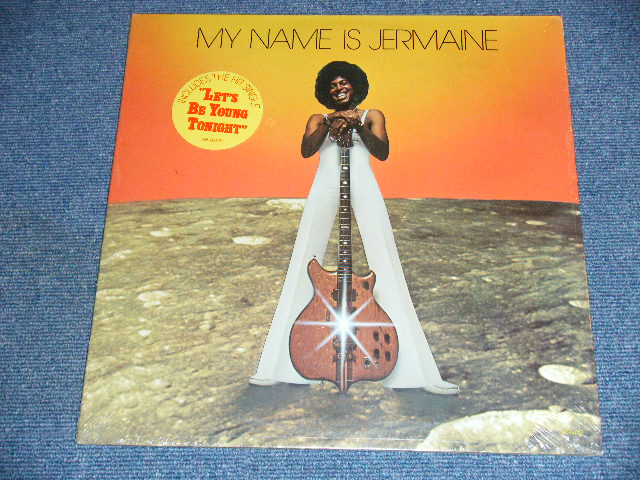 MY NAME IS JERMAINE
INCLUDES THE HIT SINGLE
"LET'S
BE YOUNG
TONIGHT"